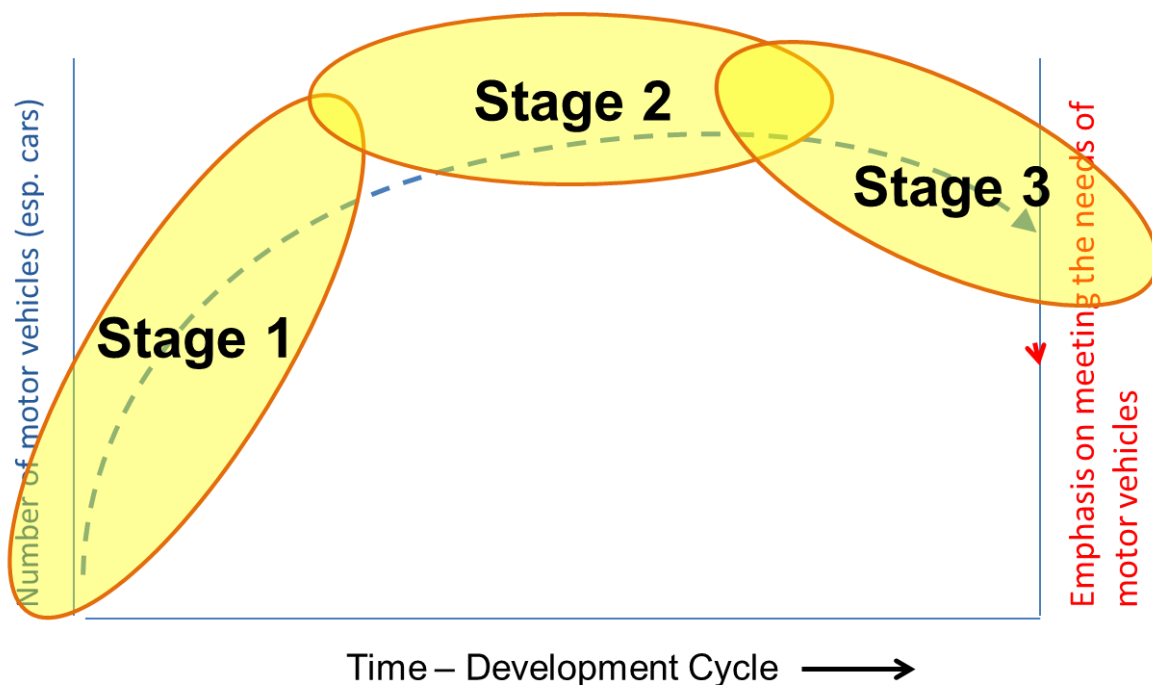 Number of motor vehicles (esp. cars)
Stage 1
Stage 2
Stage 3
Emphasis on meeting the needs of
motor vehicles
Time – Development Cycle